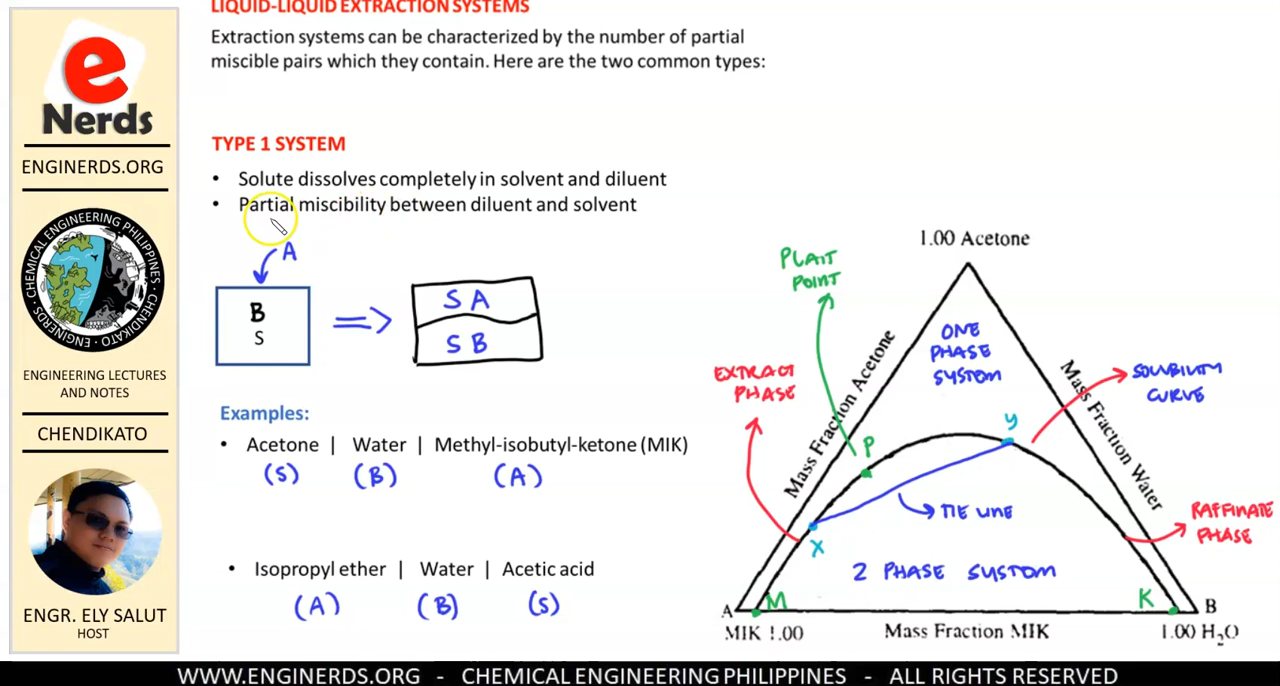 LIQUID-LIQUID EXTRACTION SYSTEMS
Extraction systems can be characterized by the number of partial
miscible pairs which they contain. Here are the two common types:
e
Nerds
ENGINERDS.ORG
CHEMICAL ENGINEERING PHILIPPINES • CHENDIKATO • ENGINERDS •
ENGINEERING LECTURES
AND NOTES
CHENDIKATO
ENGR. ELY SALUT
HOST
TYPE 1 SYSTEM
• Solute dissolves completely in solvent and diluent
• Partial miscibility between diluent and solvent
A
B
S
=>
S A
S B
Examples:
• Acetone | Water | Methyl-isobutyl-ketone (MIK)
(S) (B) (A)
• Isopropyl ether | Water | Acetic acid
(A) (B) (S)
1.00 Acetone
PLAIT
POINT
ONE
PHASE
SYSTEM
EXTRACT
PHASE
Mass Fraction Acetone
Mass Fraction Water
SOLUBILITY
CURVE
P
y
X
TIE LINE
RAFFINATE
PHASE
2 PHASE SYSTOM
A
M
K
B
MIK 1.00
Mass Fraction MIK
1.00 H₂O
WWW.ENGINERDS.ORG - CHEMICAL ENGINEERING PHILIPPINES - ALL RIGHTS RESERVED